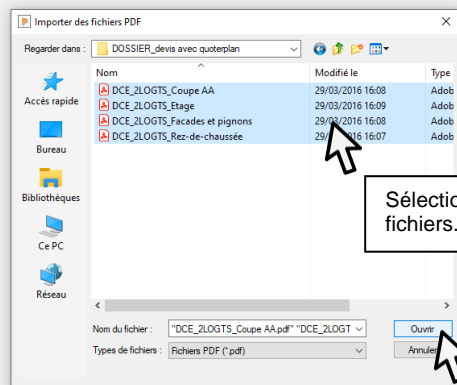 Importer des fichiers PDF
Regarder dans : DOSSIER_devis avec quoterplan
Nom Modifié le Type
DCE_2LOGTS_Coupe AA 29/03/2016 16:08 Adob
DCE_2LOGTS_Etage 29/03/2016 16:09 Adob
DCE_2LOGTS_Facades et pignons 29/03/2016 16:08 Adob
DCE_2LOGTS_Rez-de-chaussée 29/ /2016 16:07 Adob
Accès rapide
Bureau
Bibliothèques
Ce PC
Réseau
Sélectio
fichiers.
Nom du fichier : "DCE_2LOGTS_Coupe AA.pdf" "DCE_2LOGT Ouvrir
Types de fichiers : Fichiers PDF (*.pdf) Annuler